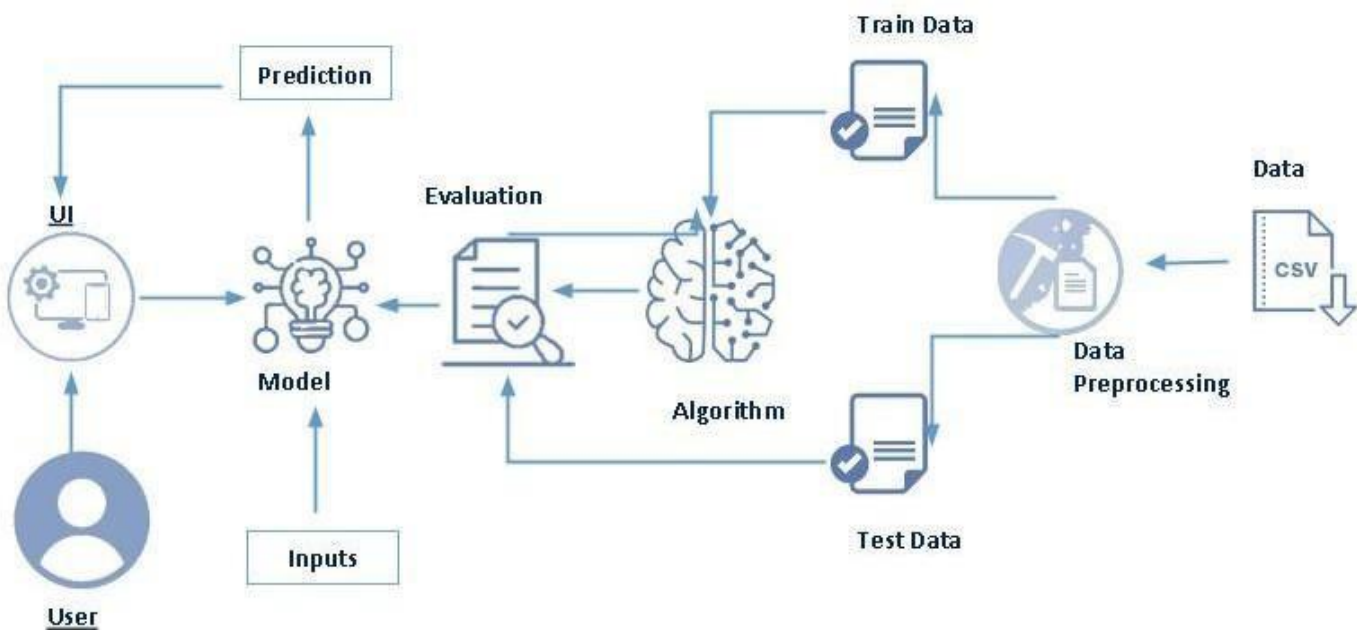 Train Data
Prediction
Data
Evaluation
UI
CSV
Data
Preprocessing
Model
Algorithm
Test Data
Inputs
User